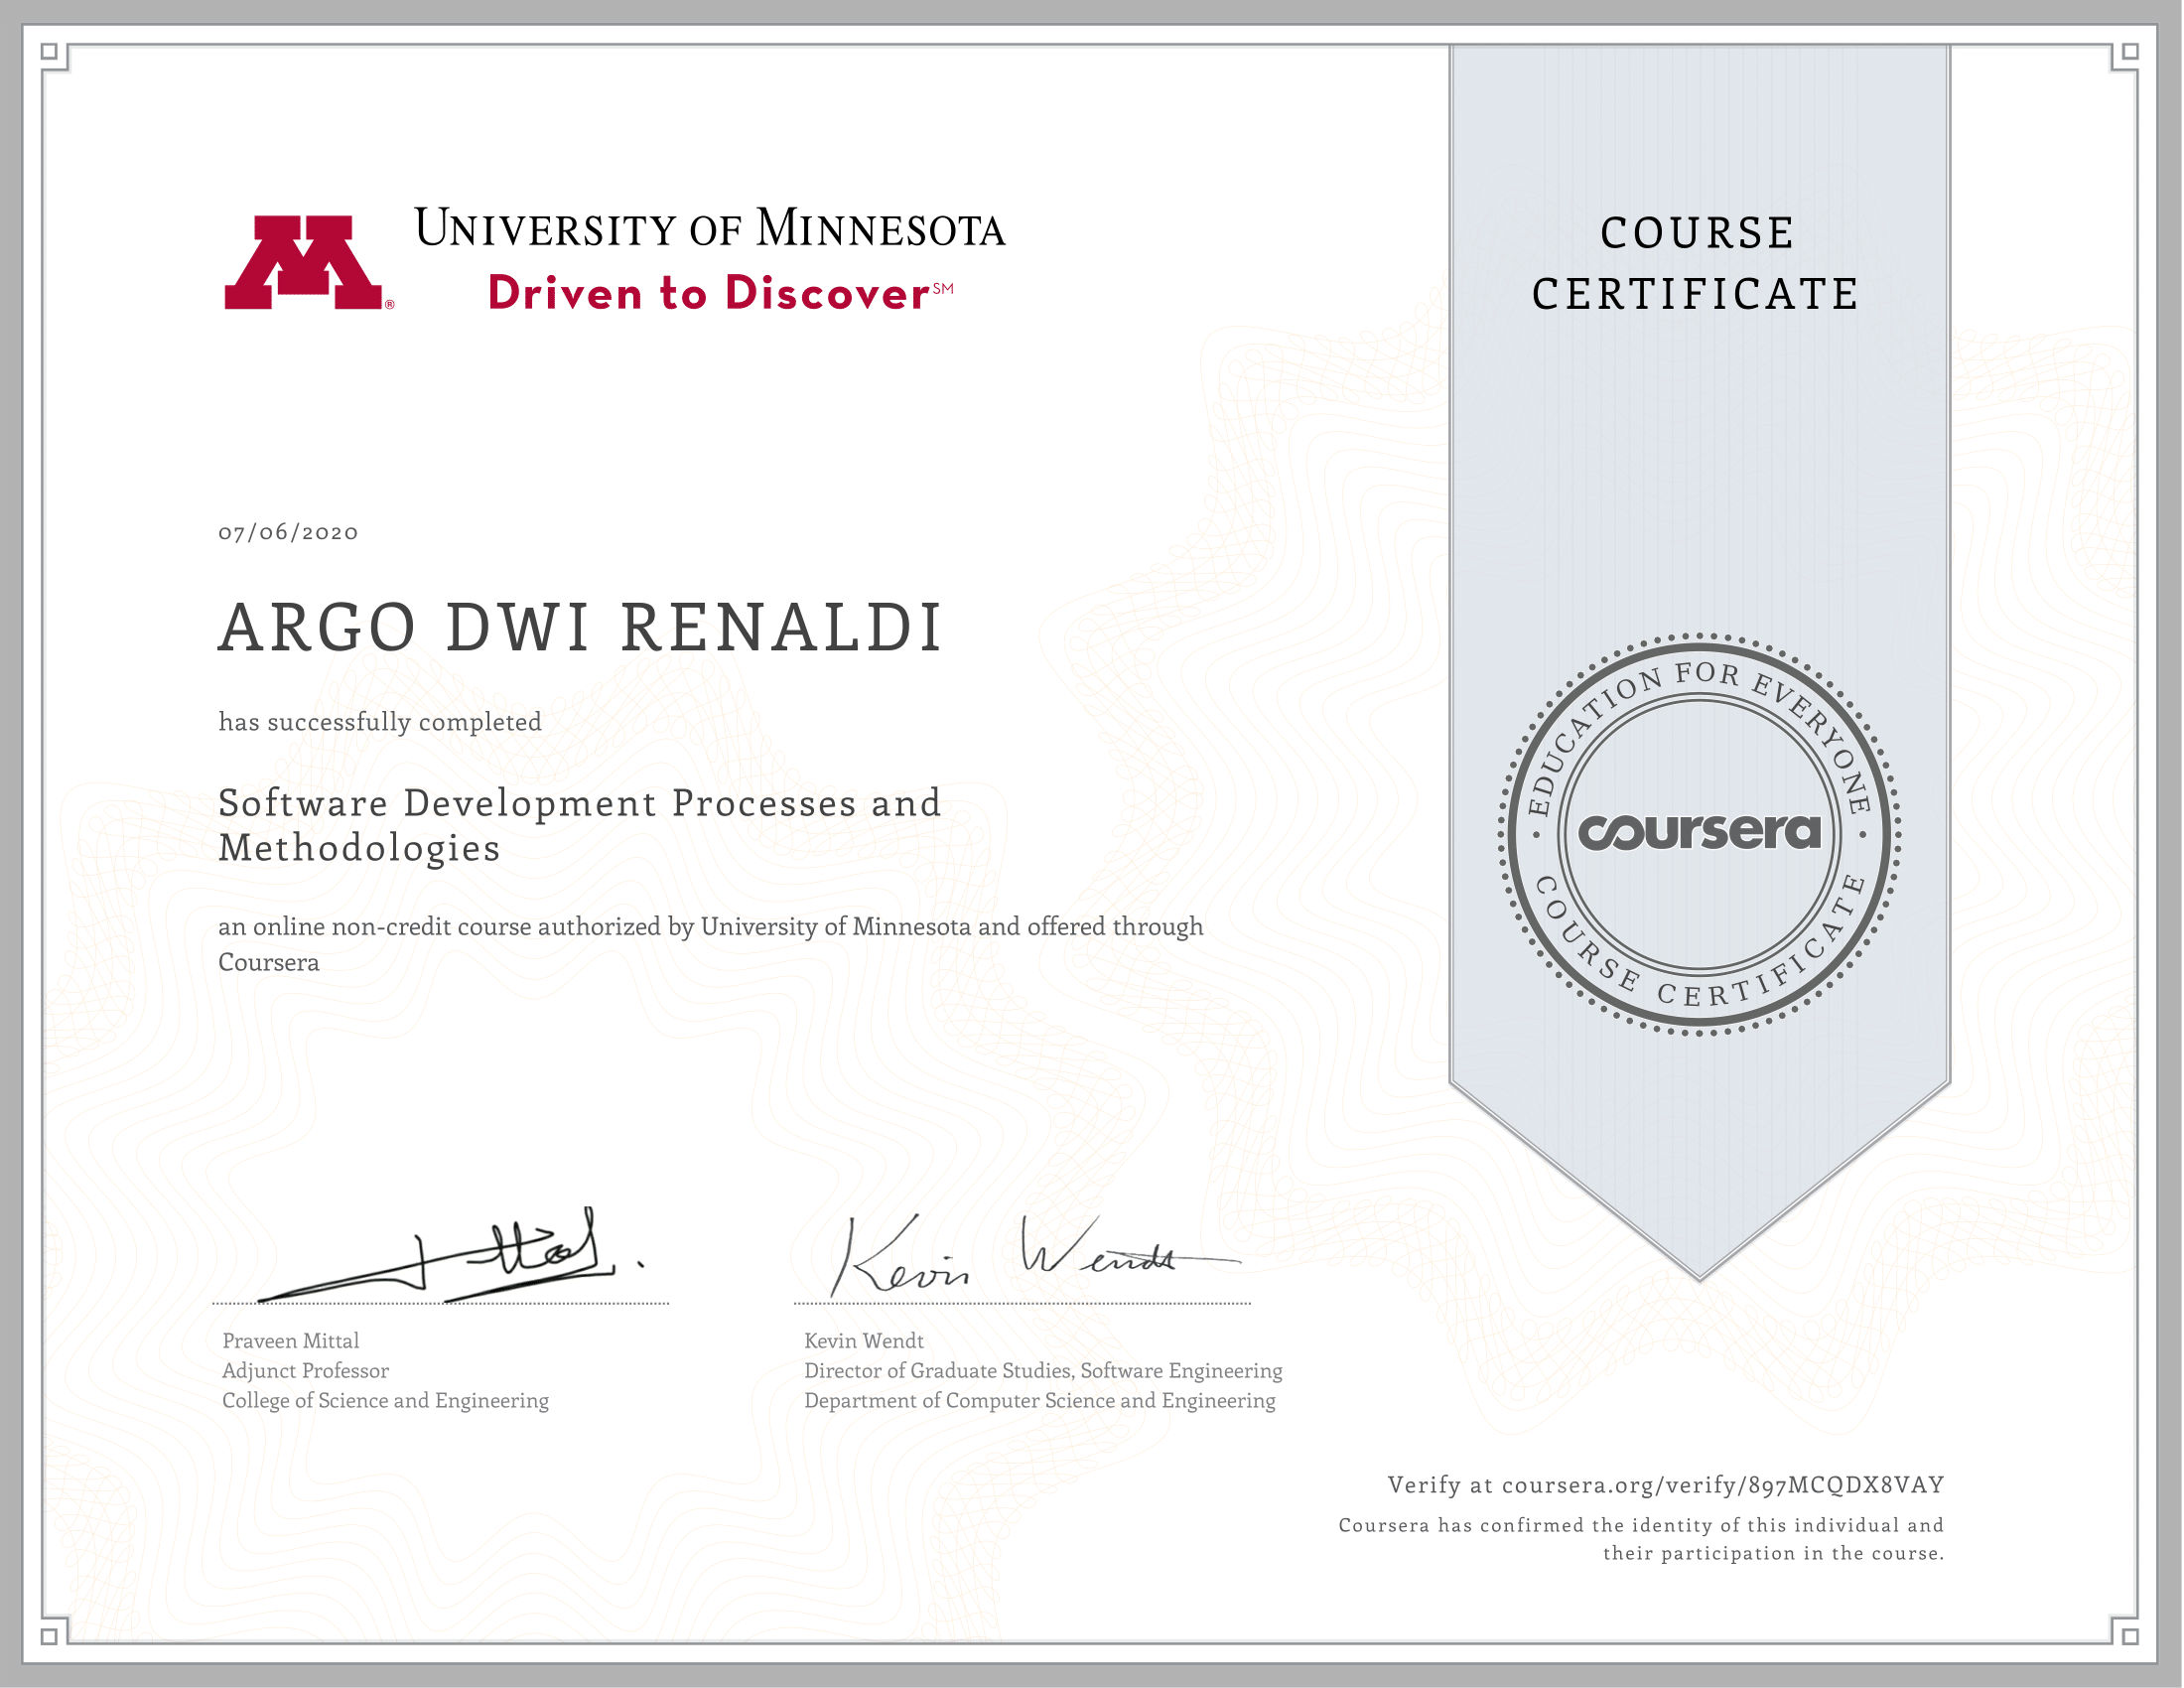 UNIVERSITY OF MINNESOTA
Driven to Discover℠
®
COURSE
CERTIFICATE
07/06/2020
ARGO DWI RENALDI
has successfully completed
Software Development Processes and
Methodologies
an online non-credit course authorized by University of Minnesota and offered through
Coursera
EDUCATION FOR EVERYONE
coursera
COURSE CERTIFICATE
Kevin Wendt
Praveen Mittal
Adjunct Professor
College of Science and Engineering
Kevin Wendt
Director of Graduate Studies, Software Engineering
Department of Computer Science and Engineering
Verify at coursera.org/verify/897MCQDX8VAY
Coursera has confirmed the identity of this individual and
their participation in the course.